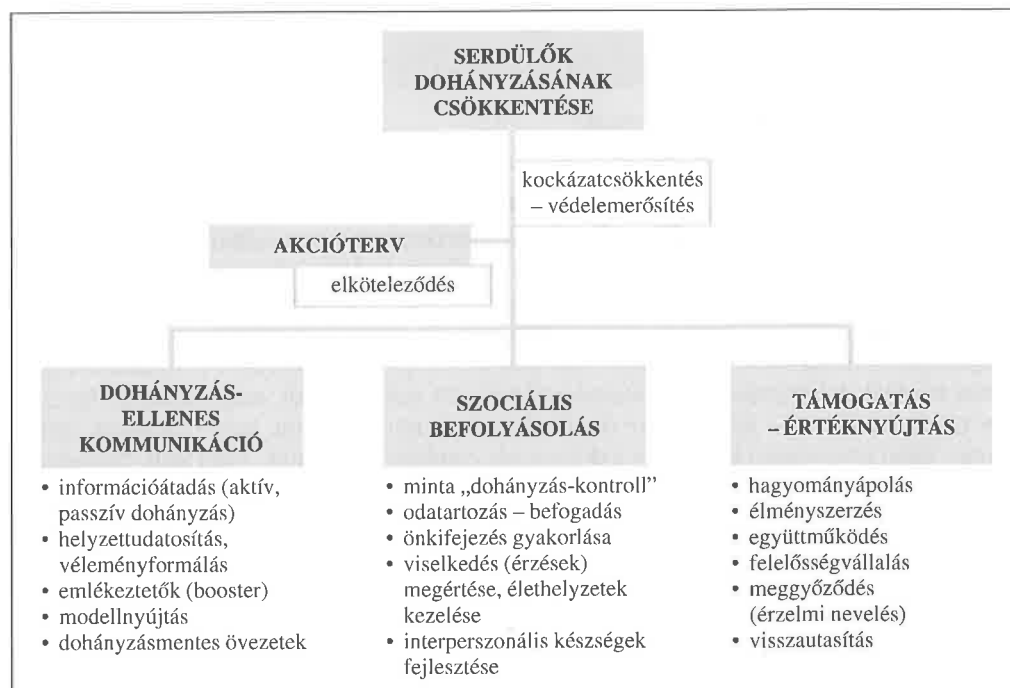 SERDÜLŐK
DOHÁNYZÁSÁNAK
CSÖKKENTÉSE
kockázatcsökkentés
– védelemerősítés
AKCIÓTERV
elköteleződés
DOHÁNYZÁS-
ELLENES
KOMMUNIKÁCIÓ
• információátadás (aktív,
passzív dohányzás)
• helyzettudatosítás,
véleményformálás
• emlékeztetők (booster)
• modellnyújtás
• dohányzásmentes övezetek
SZOCIÁLIS
BEFOLYÁSOLÁS
• minta „dohányzás-kontroll”
• odatartozás – befogadás
• önkifejezés gyakorlása
• viselkedés (érzések)
megértése, élethelyzetek
kezelése
• interperszonális készségek
fejlesztése
TÁMOGATÁS
– ÉRTÉKNYÚJTÁS
• hagyományápolás
• élményszerzés
• együttműködés
• felelősségvállalás
• meggyőződés
(érzelmi nevelés)
• visszautasítás